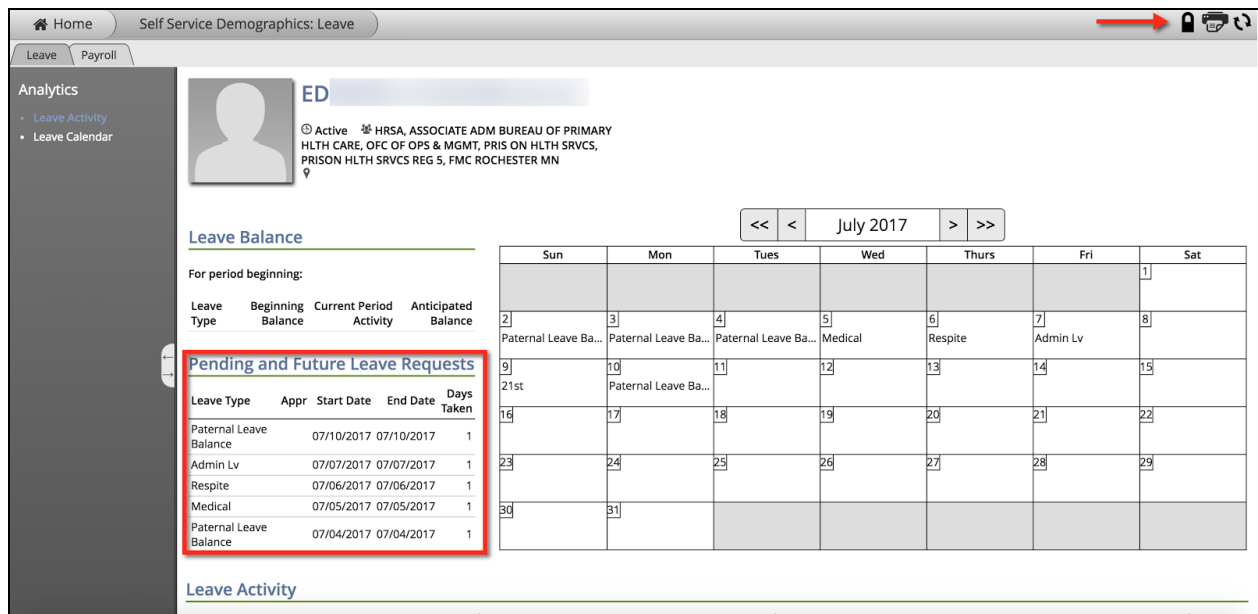 Home Self Service Demographics: Leave
Leave Payroll
Analytics
Leave Activity
Leave Calendar
ED
Active HRSA, ASSOCIATE ADM BUREAU OF PRIMARY
HLTH CARE, OFC OF OPS & MGMT, PRIS ON HLTH SRVCS,
PRISON HLTH SRVCS REG 5, FMC ROCHESTER MN
Leave Balance
For period beginning:
Leave Type Beginning Balance Current Period Activity Anticipated Balance
Pending and Future Leave Requests
Leave Type Appr Start Date End Date Days Taken
Paternal Leave Balance 07/10/2017 07/10/2017 1
Admin Lv 07/07/2017 07/07/2017 1
Respite 07/06/2017 07/06/2017 1
Medical 07/05/2017 07/05/2017 1
Paternal Leave Balance 07/04/2017 07/04/2017 1
<< < July 2017 > >>
Sun Mon Tues Wed Thurs Fri Sat
1
2 3 4 5 6 7 8
Paternal Leave Ba... Paternal Leave Ba... Paternal Leave Ba... Medical Respite Admin Lv
9 10 11 12 13 14 15
21st Paternal Leave Ba...
16 17 18 19 20 21 22
23 24 25 26 27 28 29
30 31
Leave Activity